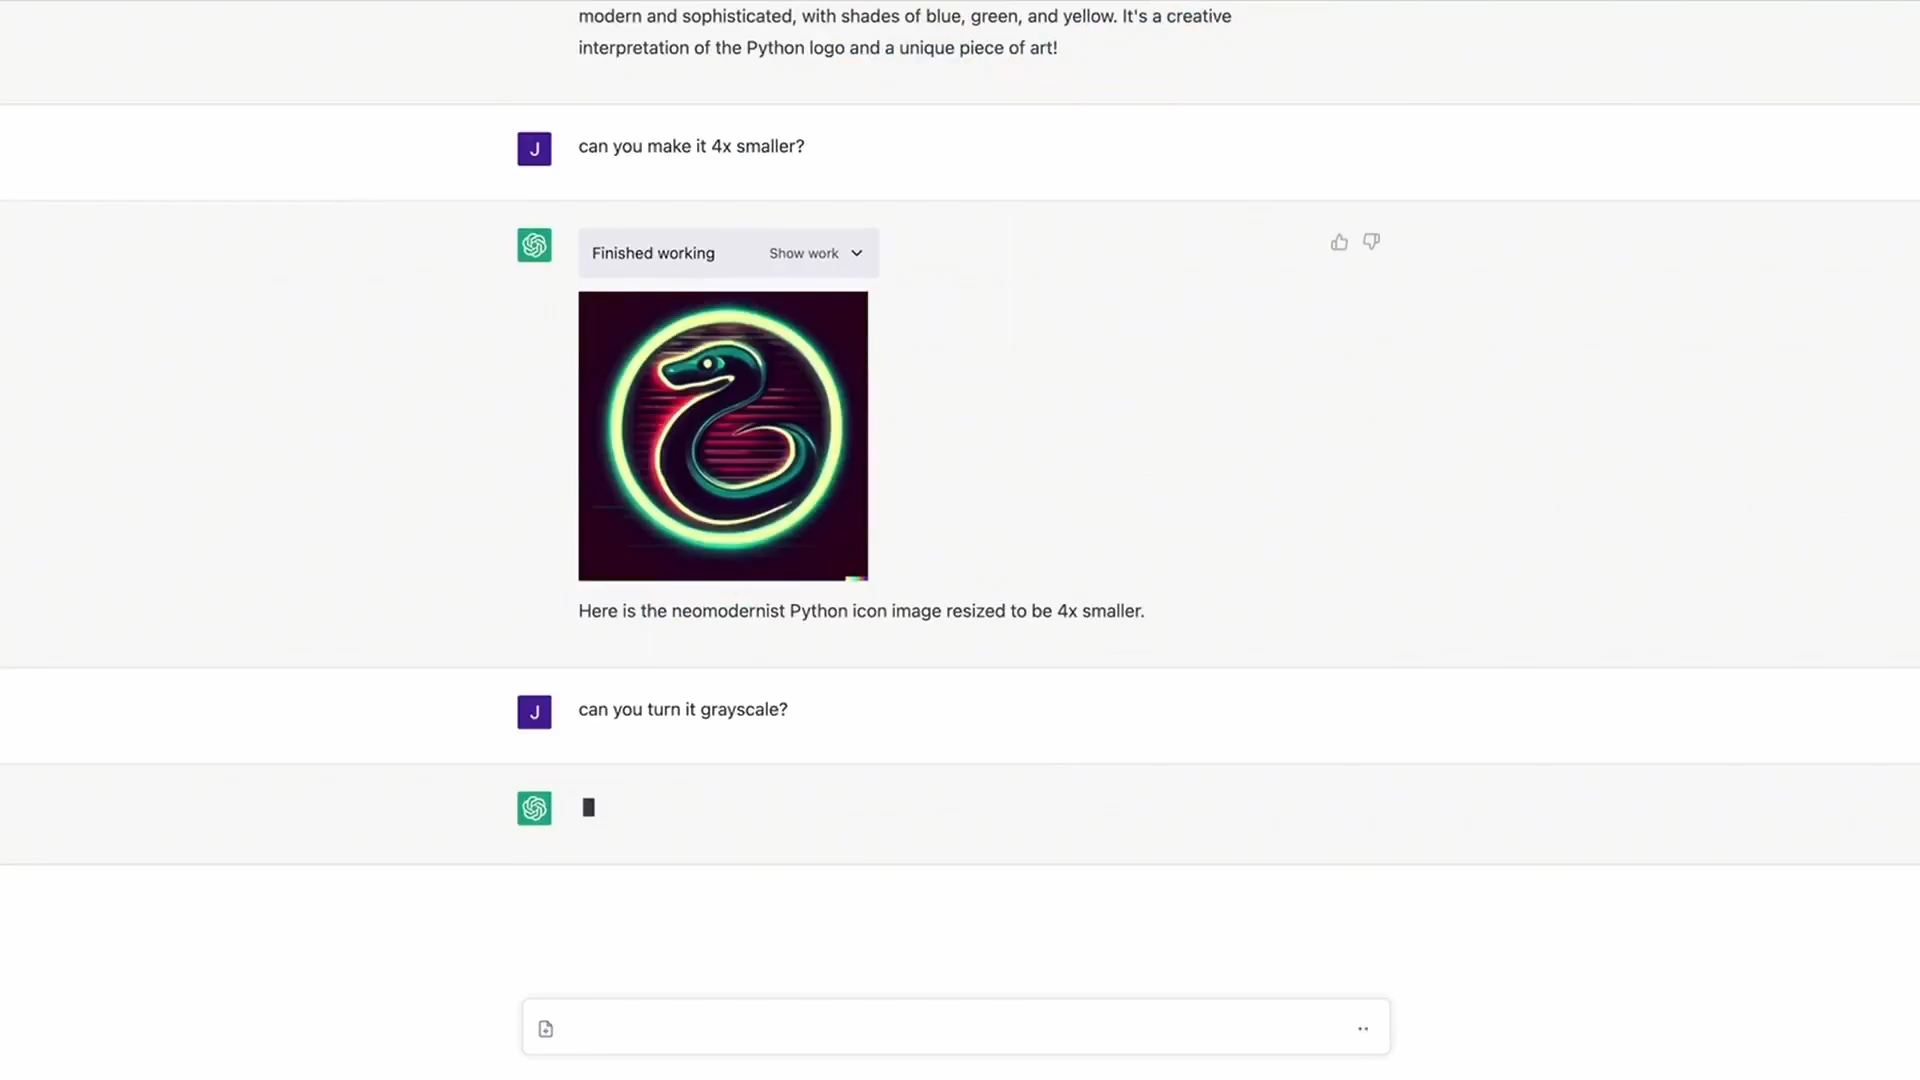 modern and sophisticated, with shades of blue, green, and yellow. It's a creative
interpretation of the Python logo and a unique piece of art!
J
can you make it 4x smaller?
Finished working
Show work
Here is the neomodernist Python icon image resized to be 4x smaller.
J
can you turn it grayscale?